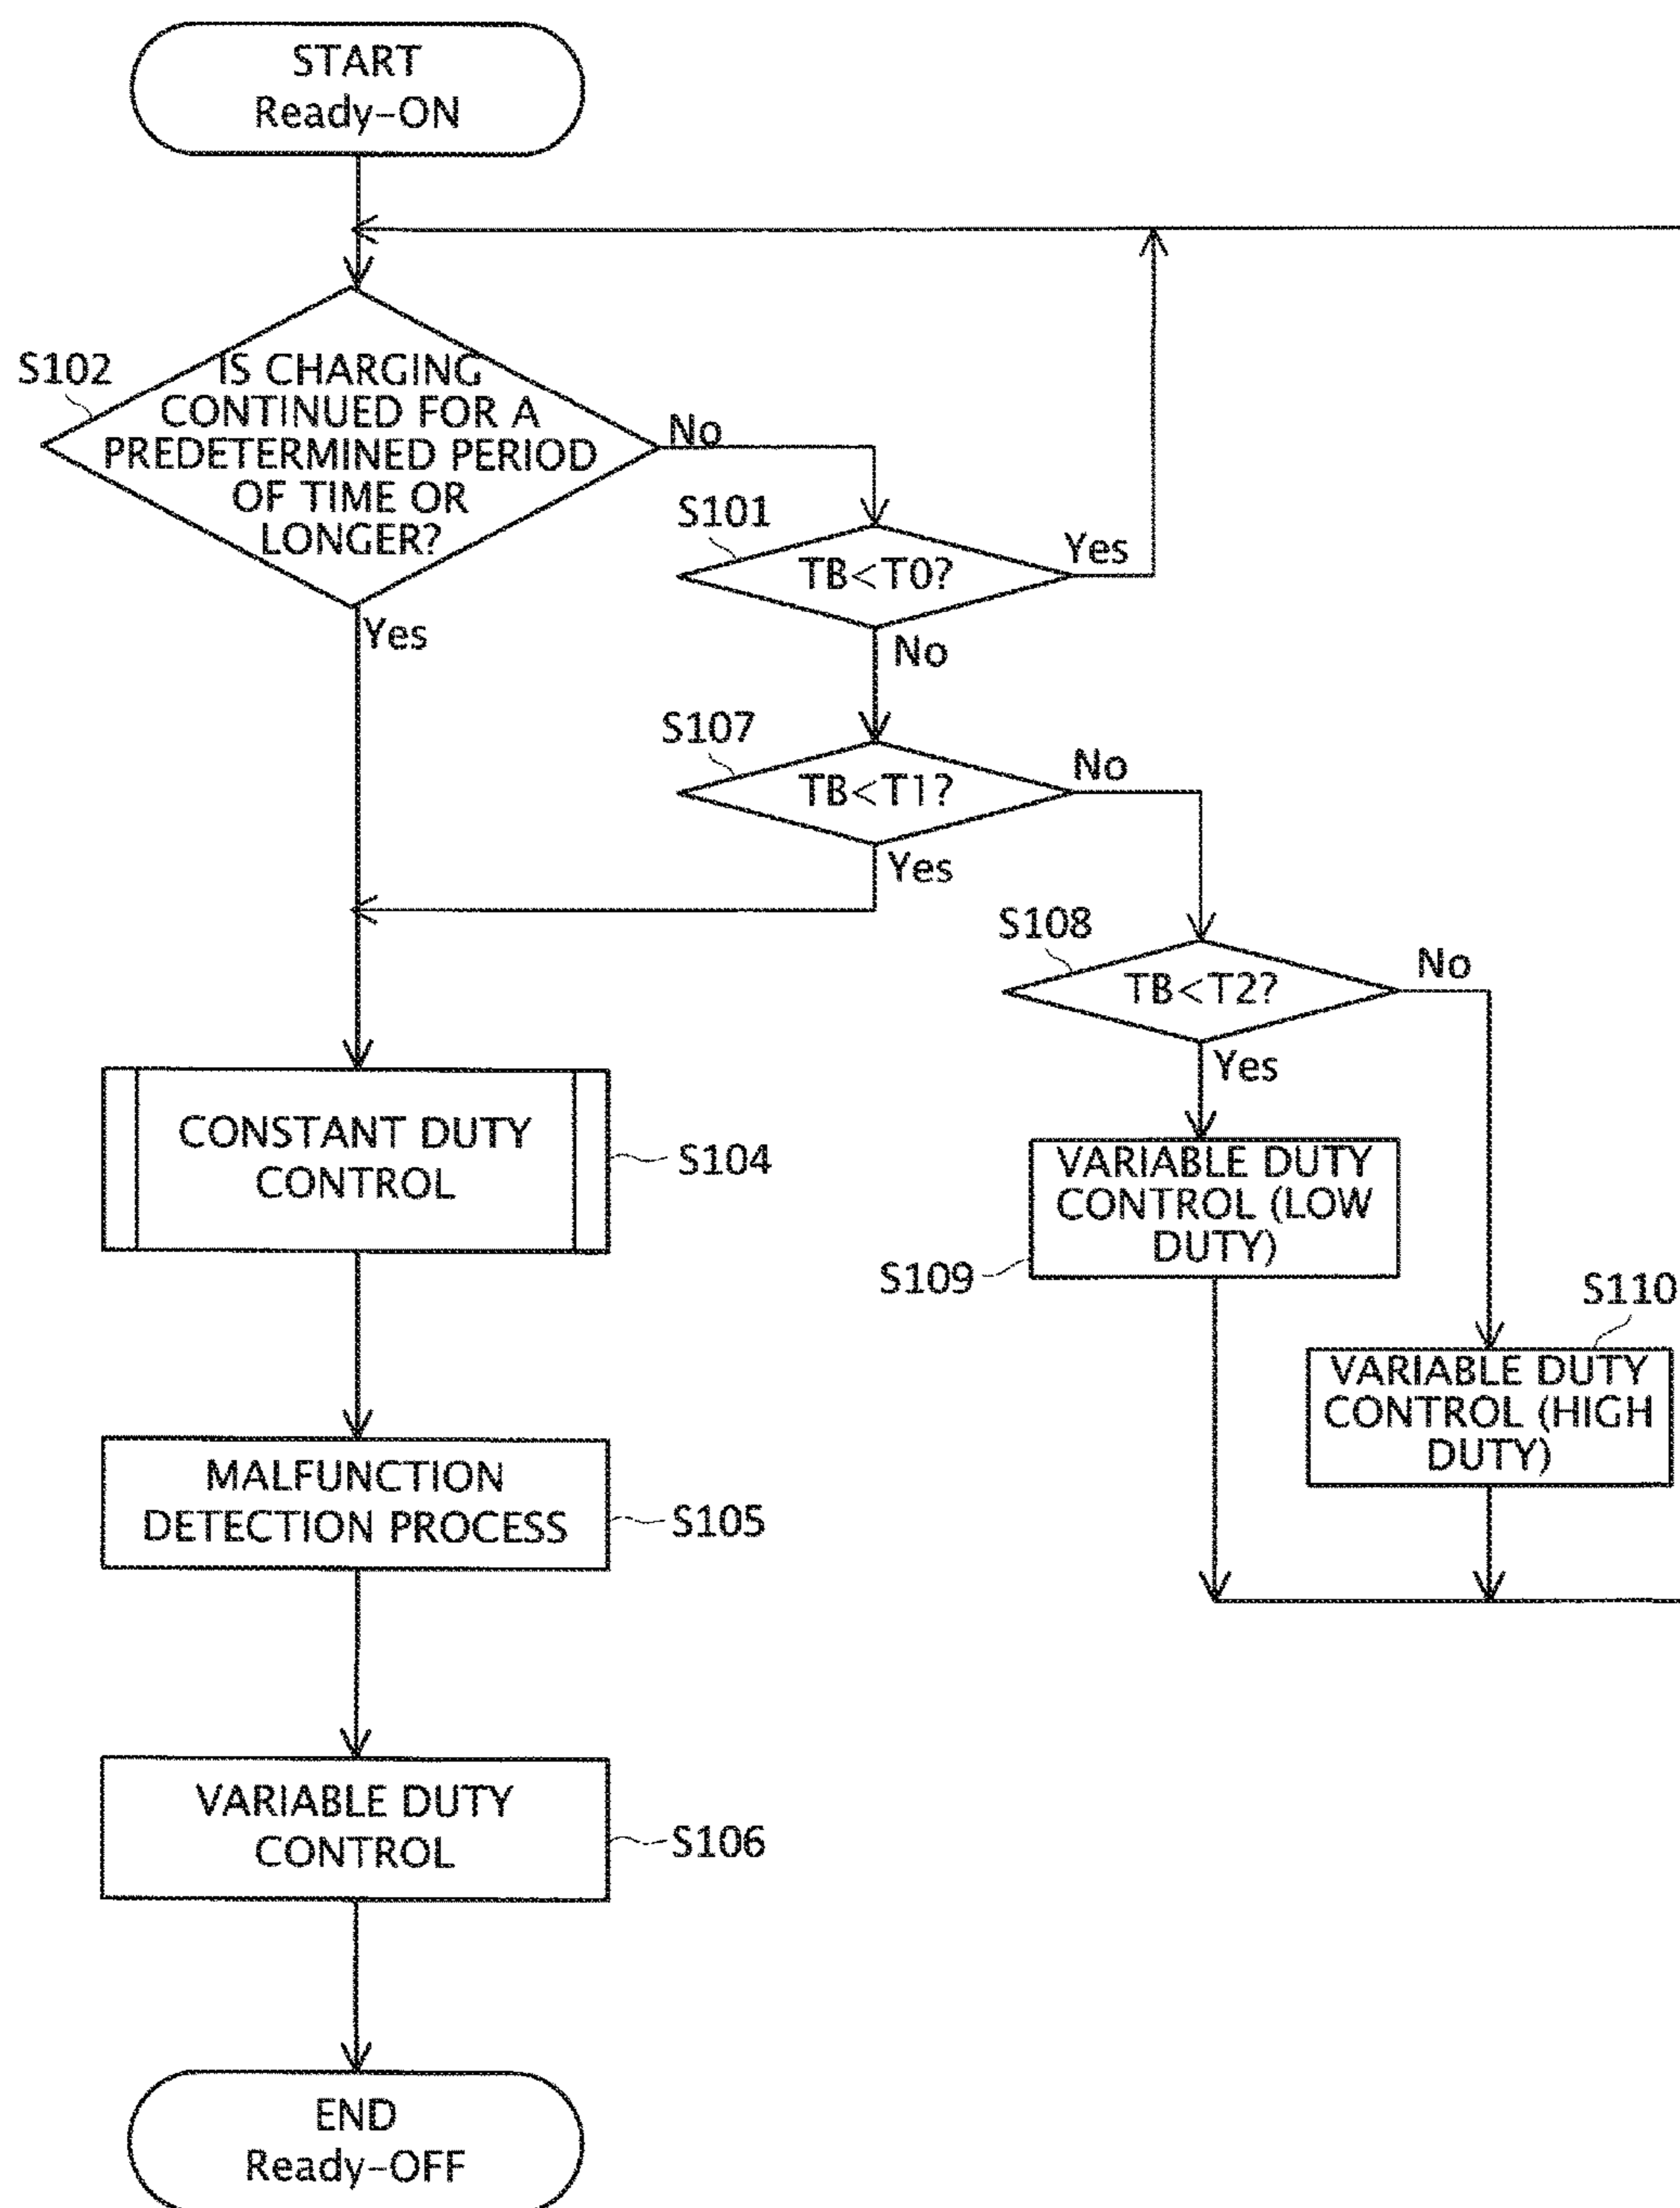 START
Ready-ON
S102
IS CHARGING
CONTINUED FOR A
PREDETERMINED PERIOD
OF TIME OR
LONGER?
No
Yes
S101
TB<T0?
Yes
No
S107
TB<T1?
No
Yes
S108
TB<T2?
No
Yes
CONSTANT DUTY
CONTROL
S104
VARIABLE DUTY
CONTROL (LOW
DUTY)
S109
S110
VARIABLE DUTY
CONTROL (HIGH
DUTY)
MALFUNCTION
DETECTION PROCESS
S105
VARIABLE DUTY
CONTROL
S106
END
Ready-OFF